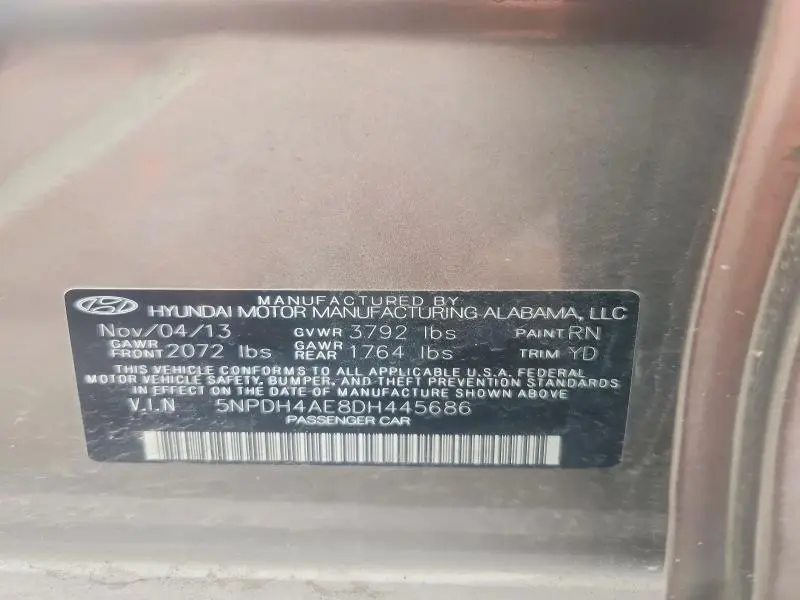 MANUFACTURED BY
HYUNDAI MOTOR MANUFACTURING ALABAMA, LLC
Nov/04/13 GVWR 3792 lbs PAINT RN
GAWR FRONT 2072 lbs GAWR REAR 1764 lbs TRIM YD
THIS VEHICLE CONFORMS TO ALL APPLICABLE U.S.A. FEDERAL
MOTOR VEHICLE SAFETY, BUMPER, AND THEFT PREVENTION STANDARDS
IN EFFECT ON THE DATE OF MANUFACTURE SHOWN ABOVE
V.I.N 5NPDH4AE8DH445686
PASSENGER CAR